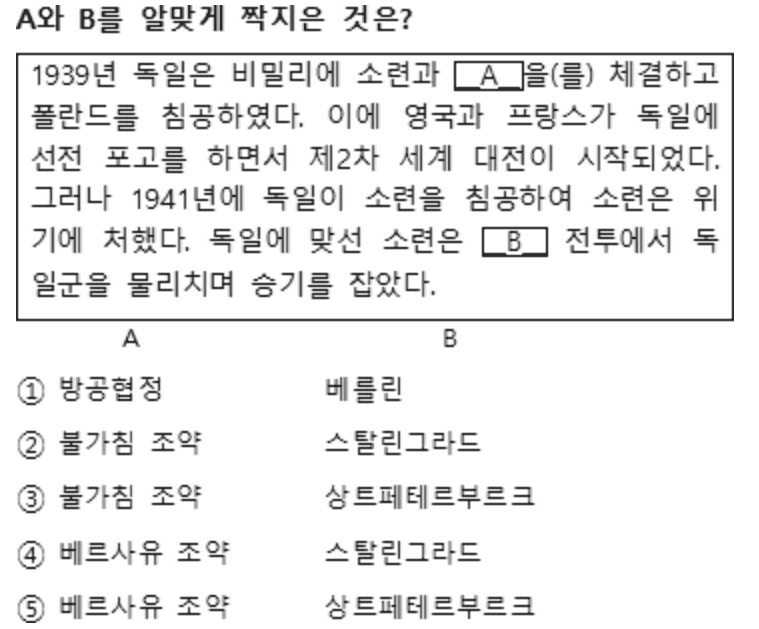 A와 B를 알맞게 짝지은 것은?
1939년 독일은 비밀리에 소련과 A 을(를) 체결하고
폴란드를 침공하였다. 이에 영국과 프랑스가 독일에
선전 포고를 하면서 제2차 세계 대전이 시작되었다.
그러나 1941년에 독일이 소련을 침공하여 소련은 위
기에 처했다. 독일에 맞선 소련은 B 전투에서 독
일군을 물리치며 승기를 잡았다.
A B
① 방공협정 베를린
② 불가침 조약 스탈린그라드
③ 불가침 조약 상트페테르부르크
④ 베르사유 조약 스탈린그라드
⑤ 베르사유 조약 상트페테르부르크